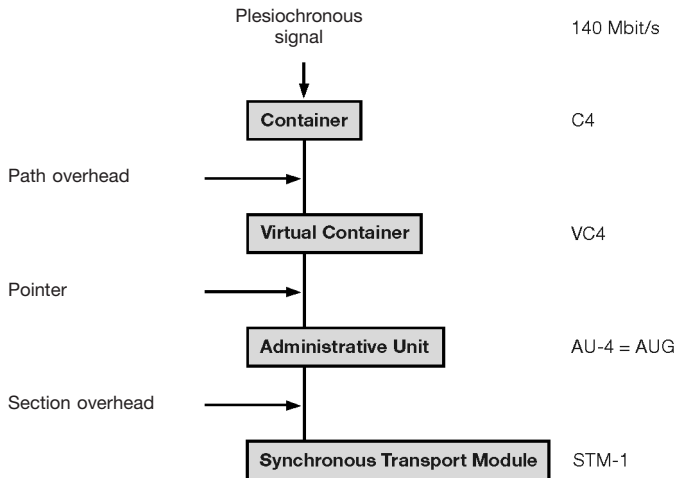 Plesiochronous
signal
140 Mbit/s
Container
C4
Path overhead
Virtual Container
VC4
Pointer
Administrative Unit
AU-4 = AUG
Section overhead
Synchronous Transport Module
STM-1